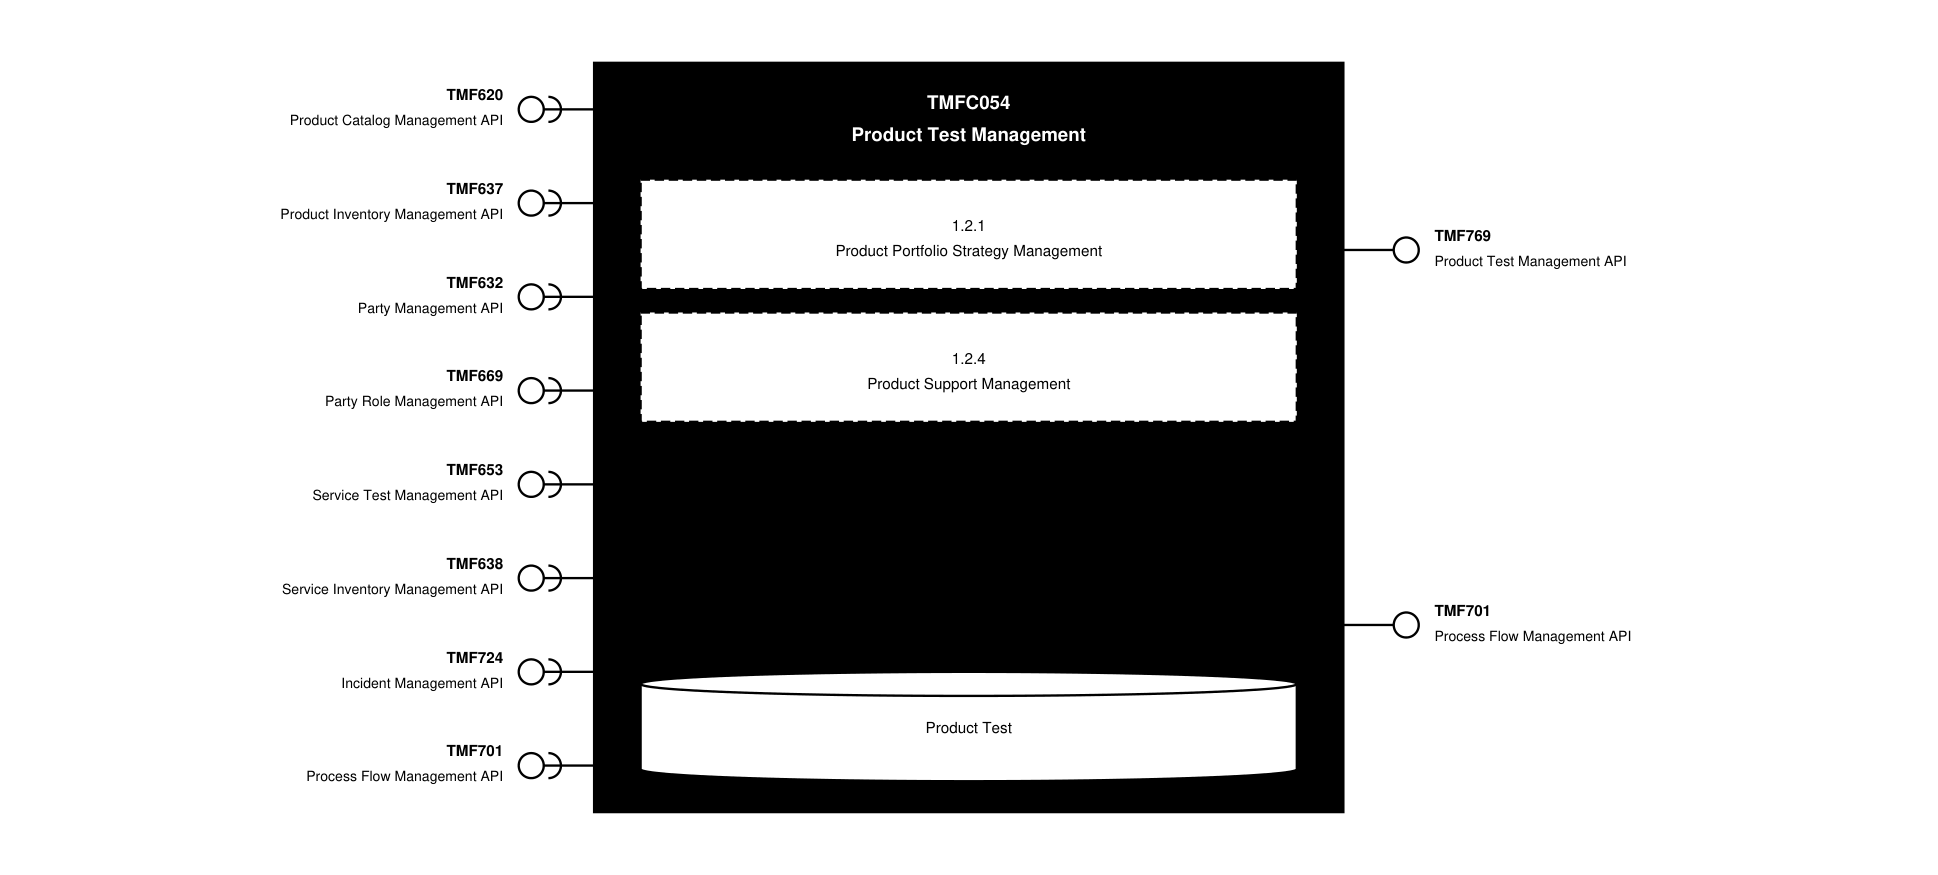 TMF620
Product Catalog Management API
TMF637
Product Inventory Management API
TMF632
Party Management API
TMF669
Party Role Management API
TMF653
Service Test Management API
TMF638
Service Inventory Management API
TMF724
Incident Management API
TMF701
Process Flow Management API
TMFC054
Product Test Management
1.2.1
Product Portfolio Strategy Management
1.2.4
Product Support Management
Product Test
TMF769
Product Test Management API
TMF701
Process Flow Management API